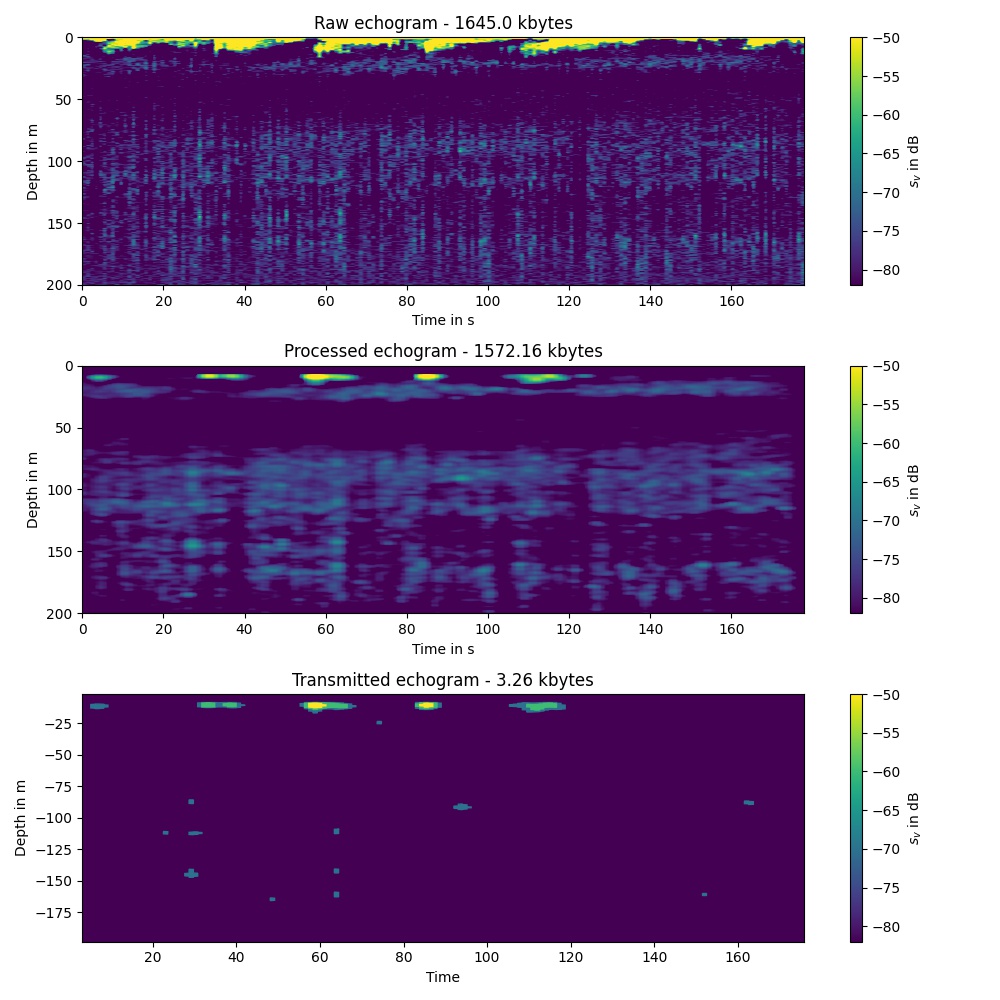 Raw echogram - 1645.0 kbytes
0
50
100
150
200
Depth in m
0 20 40 60 80 100 120 140 160
Time in s
−50
−55
−60
−65
−70
−75
−80
sv in dB
Processed echogram - 1572.16 kbytes
0
50
100
150
200
Depth in m
0 20 40 60 80 100 120 140 160
Time in s
−50
−55
−60
−65
−70
−75
−80
sv in dB
Transmitted echogram - 3.26 kbytes
−25
−50
−75
−100
−125
−150
−175
Depth in m
20 40 60 80 100 120 140 160
Time
−50
−55
−60
−65
−70
−75
−80
sv in dB